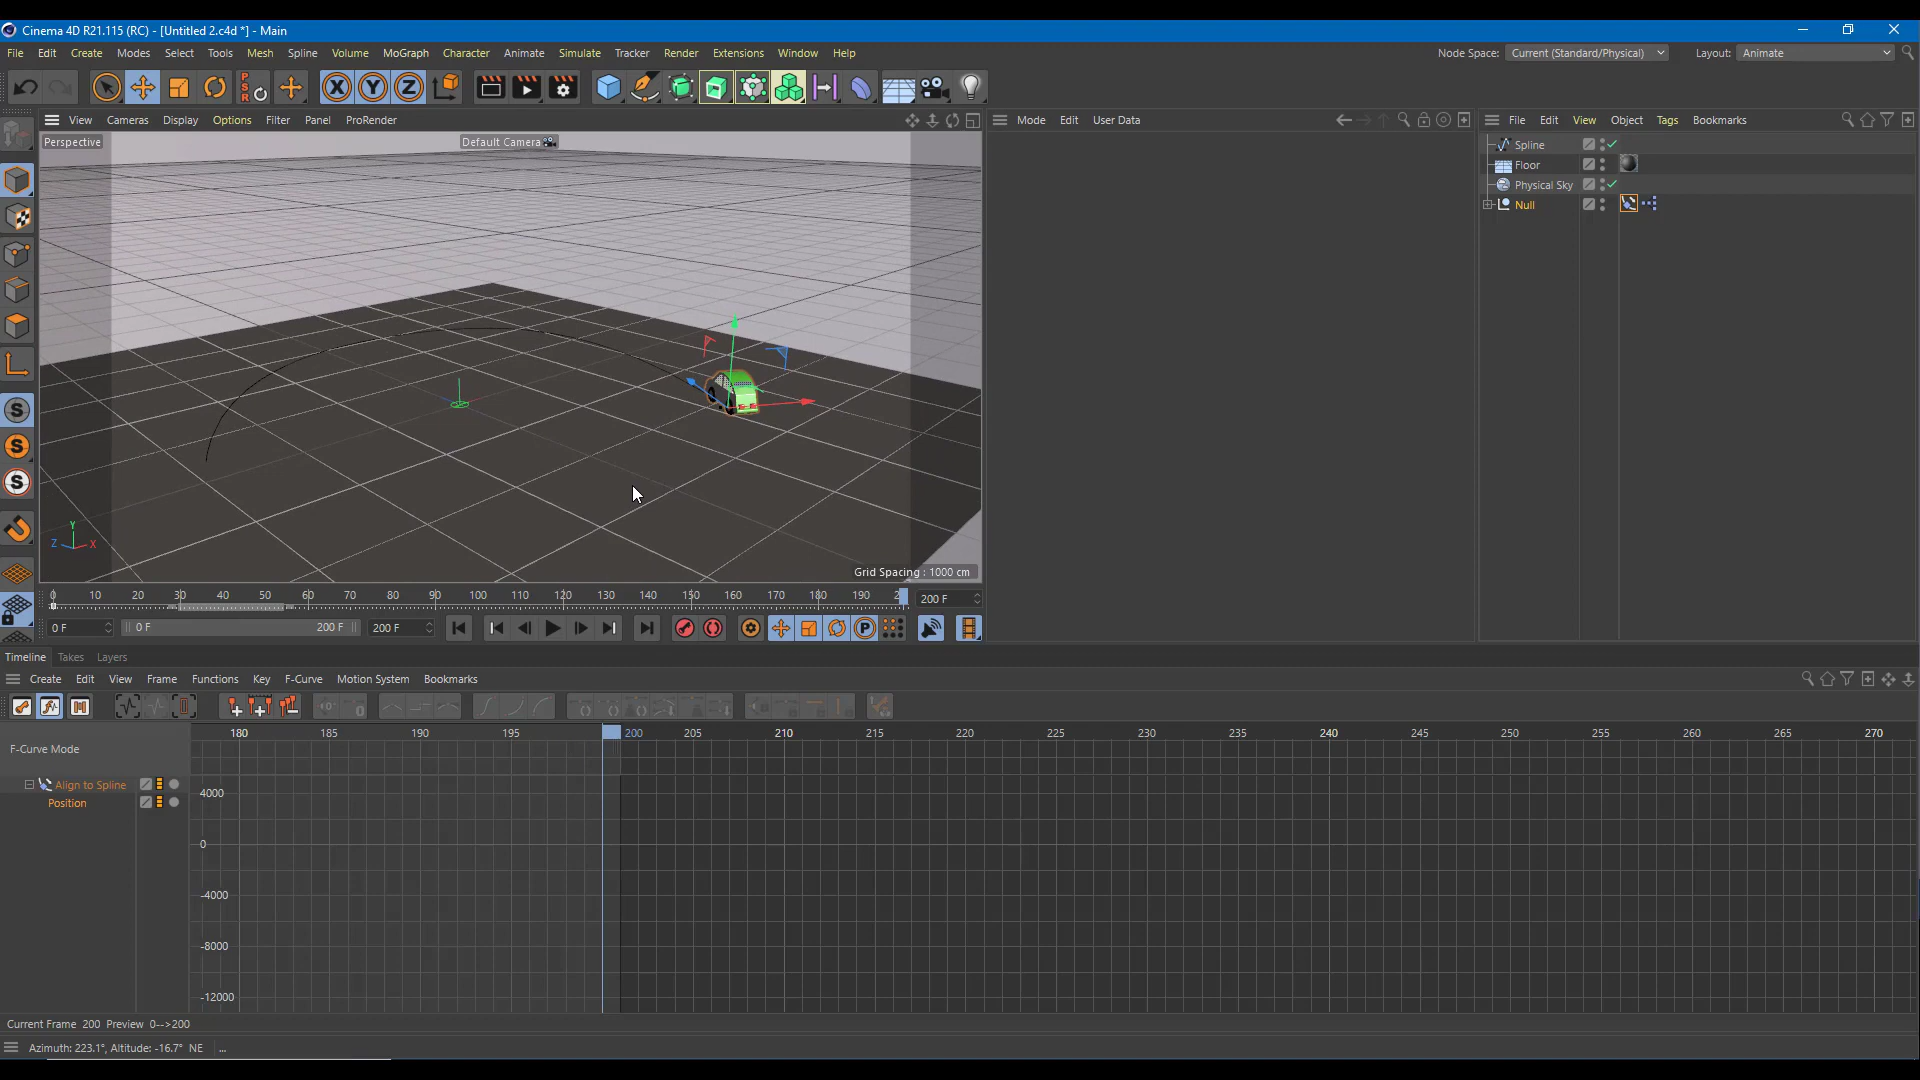 Cinema 4D R21.115 (RC) - [Untitled 2.c4d *] - Main
File Edit Create Modes Select Tools Mesh Spline Volume MoGraph Character Animate Simulate Tracker Render Extensions Window Help
Node Space: Current (Standard/Physical) Layout: Animate
X Y Z
PSR
View Cameras Display Options Filter Panel ProRender
Mode Edit User Data
File Edit View Object Tags Bookmarks
Perspective
Default Camera
Spline
Floor
Physical Sky
Null
S
S
S
Y
Z X
Grid Spacing : 1000 cm
0 10 20 30 40 50 60 70 80 90 100 110 120 130 140 150 160 170 180 190 200 F
0 F 0 F 200 F 200 F
P
Timeline Takes Layers
Create Edit View Frame Functions Key F-Curve Motion System Bookmarks
180 185 190 195 200 205 210 215 220 225 230 235 240 245 250 255 260 265 270
F-Curve Mode
Align to Spline
Position
4000
0
-4000
-8000
-12000
Current Frame 200 Preview 0-->200
Azimuth: 223.1°, Altitude: -16.7° NE ...